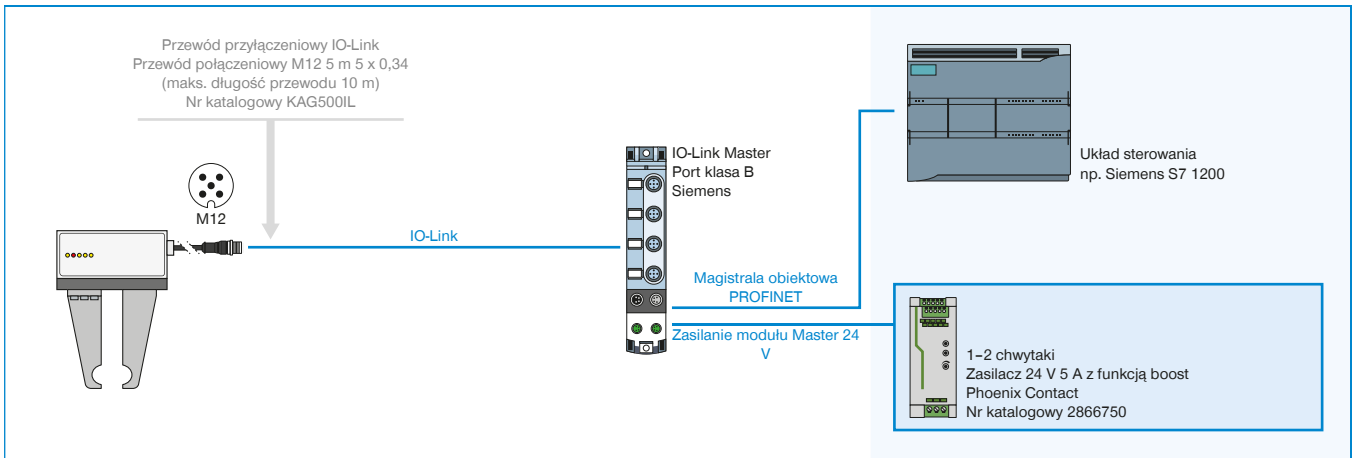 Przewód przyłączeniowy IO-Link
Przewód połączeniowy M12 5 m 5 x 0,34
(maks. długość przewodu 10 m)
Nr katalogowy KAG500IL
M12
IO-Link
IO-Link Master
Port klasa B
Siemens
Magistrala obiektowa
PROFINET
Zasilanie modułu Master 24
V
Układ sterowania
np. Siemens S7 1200
1–2 chwytaki
Zasilacz 24 V 5 A z funkcją boost
Phoenix Contact
Nr katalogowy 2866750